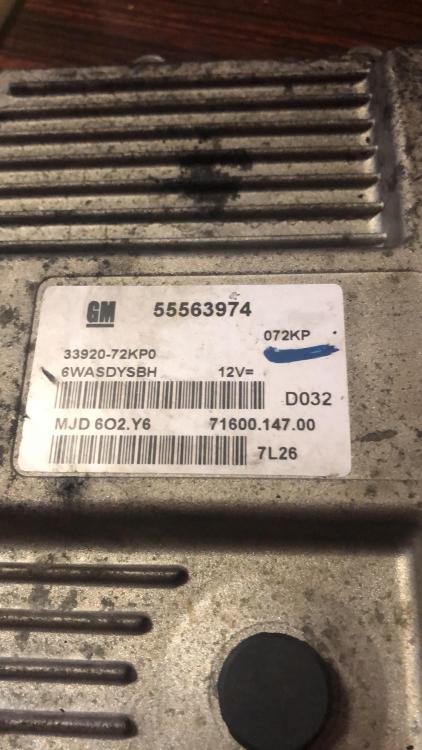 GM 55563974
072KP
33920-72KP0
6WASDYSBH 12V=
D032
MJD 6O2.Y6 71600.147.00
7L26